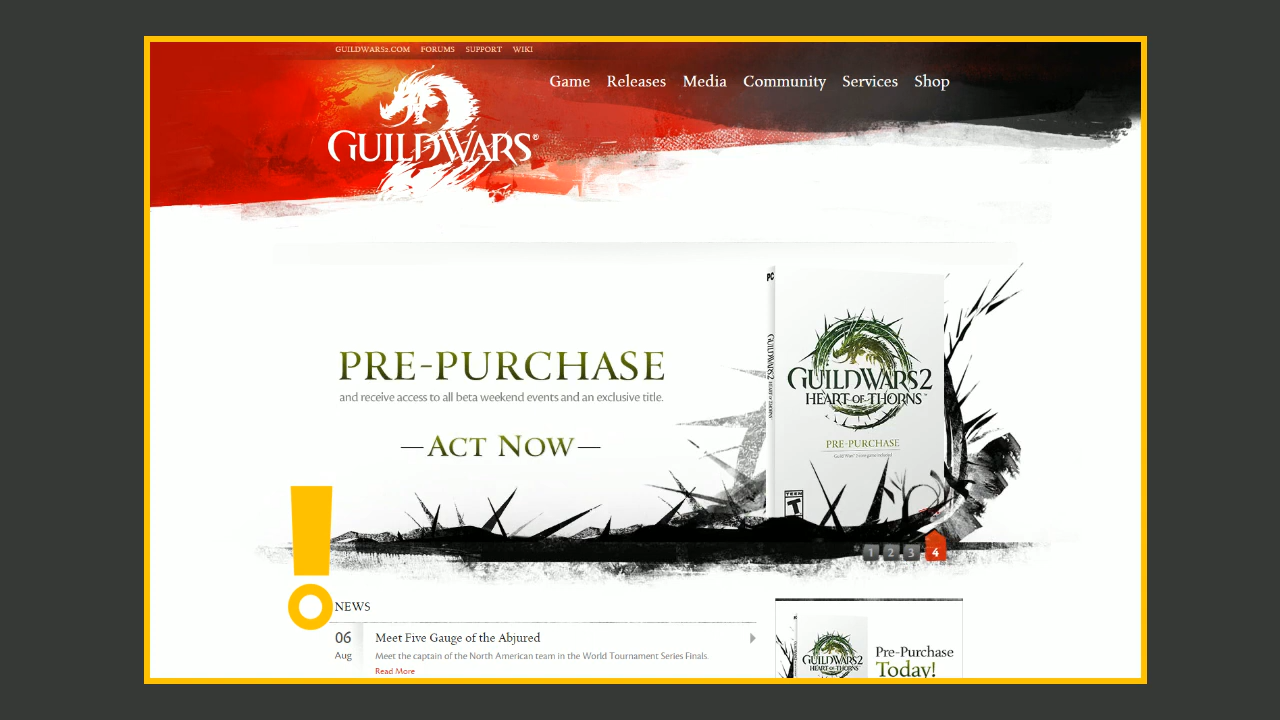 GUILDWARS2.COM FORUMS SUPPORT WIKI
Game Releases Media Community Services Shop
GUILDWARS®
PC
GUILDWARS2
HEART OF THORNS™
PRE-PURCHASE
PRE-PURCHASE
and receive access to all beta weekend events and an exclusive title.
—ACT NOW—
TEEN
T
1 2 3 4
!
NEWS
06
Aug
Meet Five Gauge of the Abjured
Meet the captain of the North American team in the World Tournament Series Finals.
Read More
GUILDWARS2
Pre-Purchase
Today!